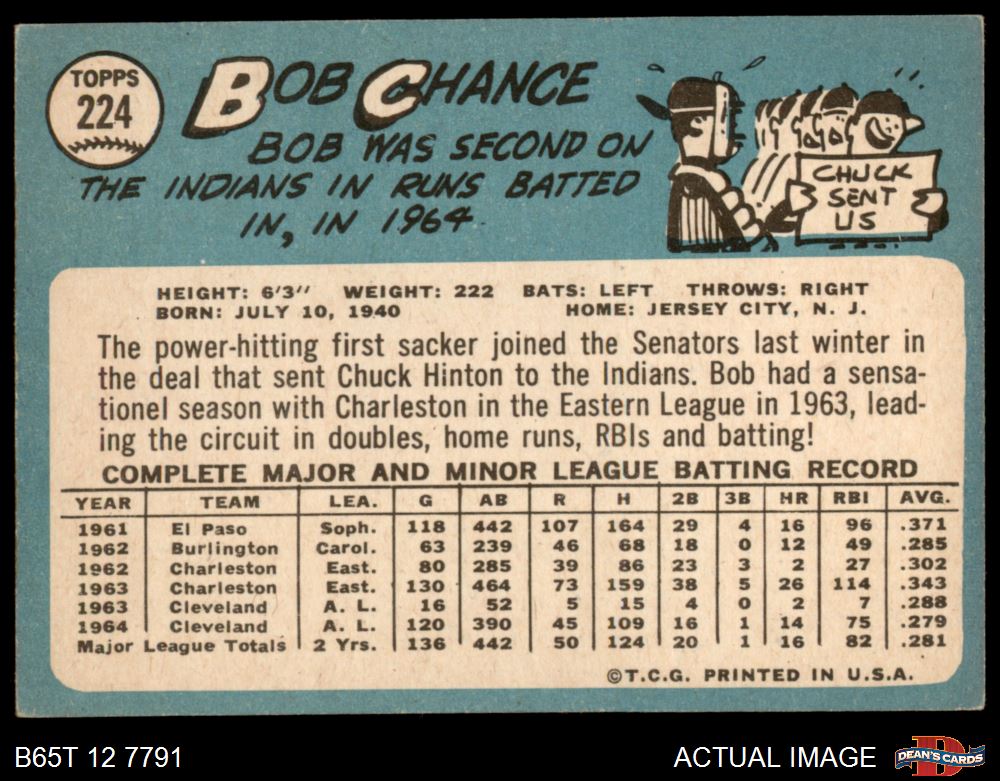 TOPPS
224
BOB CHANCE
BOB WAS SECOND ON
THE INDIANS IN RUNS BATTED
IN, IN 1964
CHUCK
SENT
US
HEIGHT: 6'3" WEIGHT: 222 BATS: LEFT THROWS: RIGHT
BORN: JULY 10, 1940 HOME: JERSEY CITY, N. J.
The power-hitting first sacker joined the Senators last winter in
the deal that sent Chuck Hinton to the Indians. Bob had a sensa-
tionel season with Charleston in the Eastern League in 1963, lead-
ing the circuit in doubles, home runs, RBIs and batting!
COMPLETE MAJOR AND MINOR LEAGUE BATTING RECORD
YEAR TEAM LEA. G AB R H 2B 3B HR RBI AVG.
1961 El Paso Soph. 118 442 107 164 29 4 16 96 .371
1962 Burlington Carol. 63 239 46 68 18 0 12 49 .285
1962 Charleston East. 80 285 39 86 23 3 2 27 .302
1963 Charleston East. 130 464 73 159 38 5 26 114 .343
1963 Cleveland A. L. 16 52 5 15 4 0 2 7 .288
1964 Cleveland A. L. 120 390 45 109 16 1 14 75 .279
Major League Totals 2 Yrs. 136 442 50 124 20 1 16 82 .281
©T.C.G. PRINTED IN U.S.A.
B65T 12 7791 ACTUAL IMAGE
D
DEAN'S CARDS